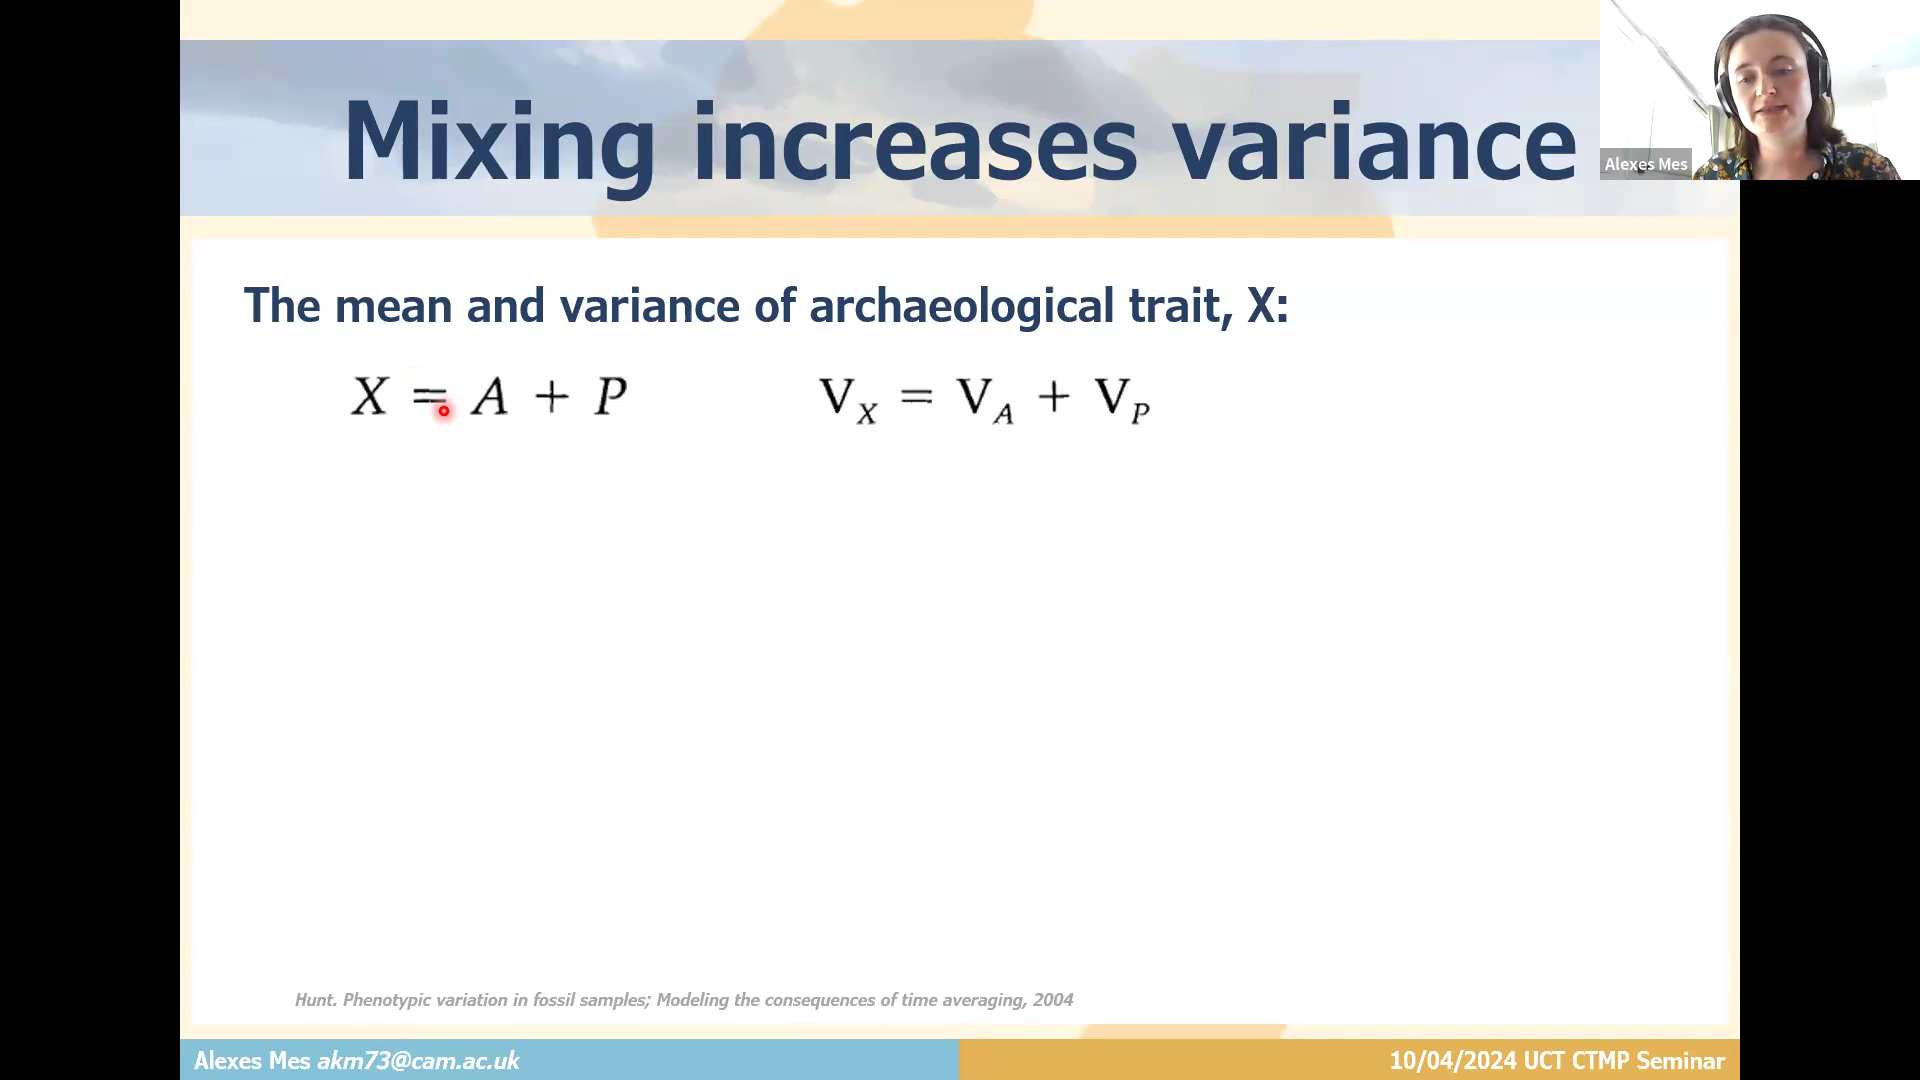 Mixing increases variance
Alexes Mes
The mean and variance of archaeological trait, X:
X = A + P
V_X = V_A + V_P
Hunt. Phenotypic variation in fossil samples; Modeling the consequences of time averaging, 2004
Alexes Mes akm73@cam.ac.uk
10/04/2024 UCT CTMP Seminar